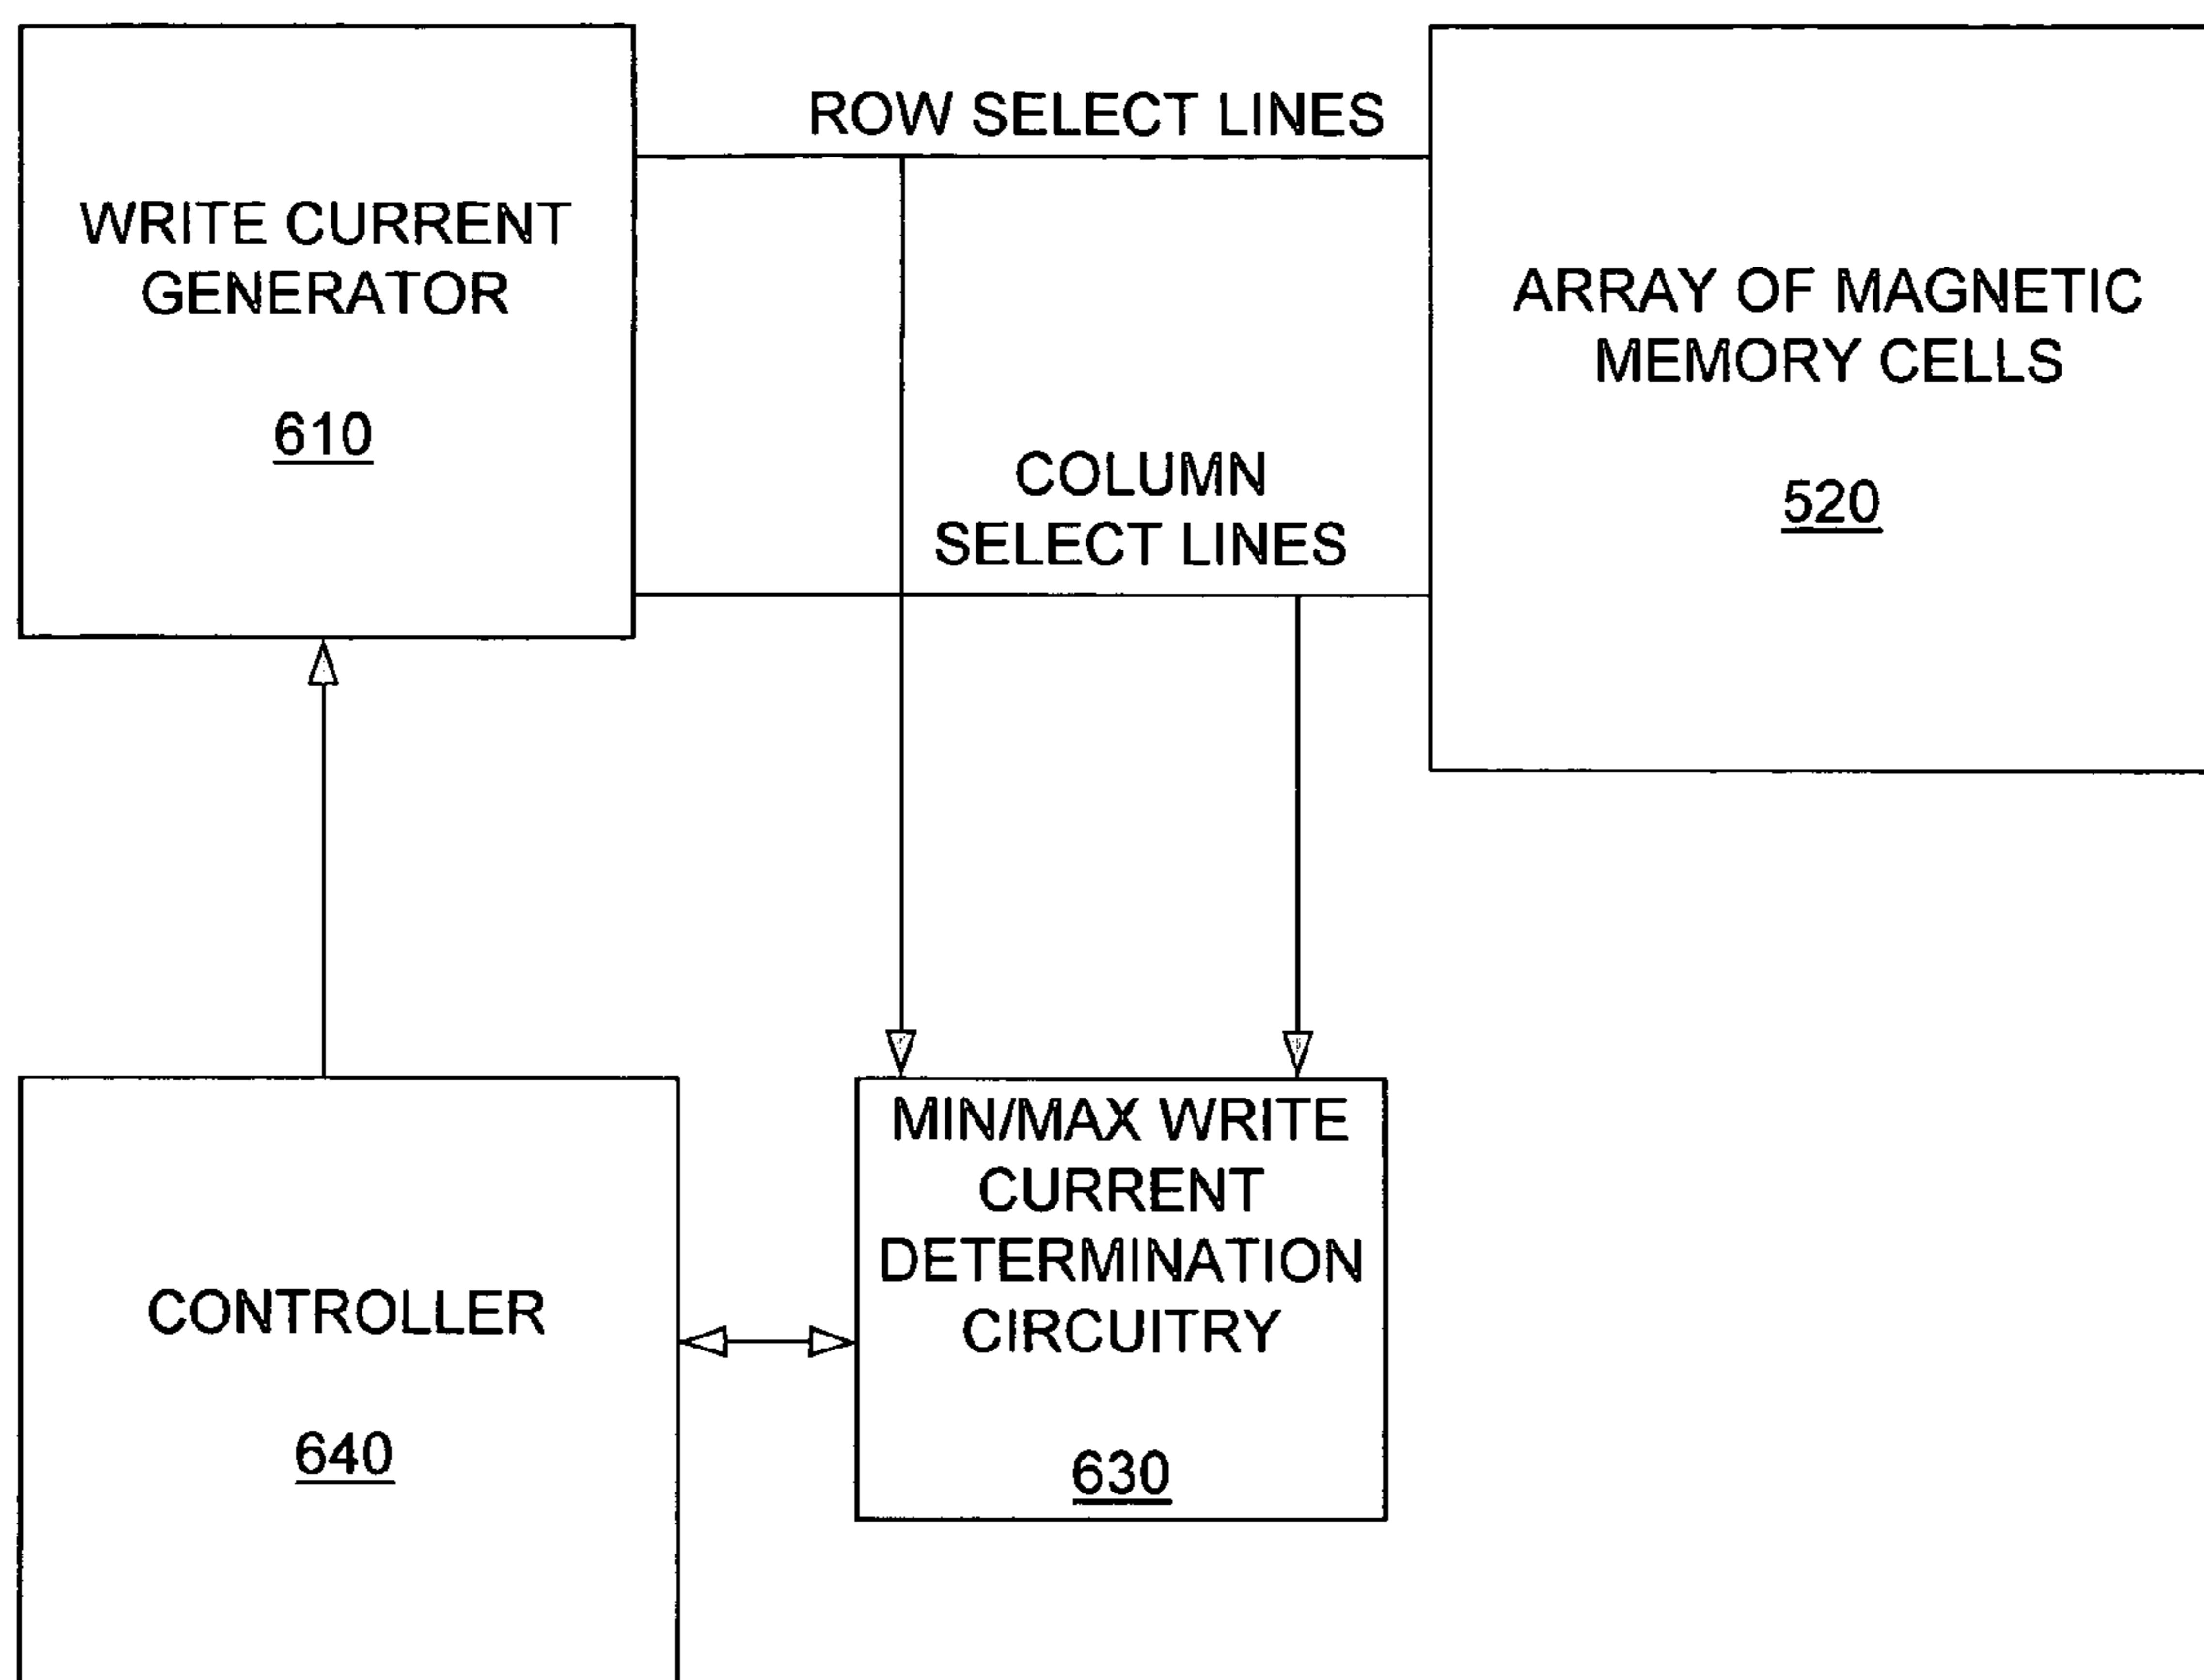 ROW SELECT LINES
WRITE CURRENT
GENERATOR
610
ARRAY OF MAGNETIC
MEMORY CELLS
520
COLUMN
SELECT LINES
CONTROLLER
640
MIN/MAX WRITE
CURRENT
DETERMINATION
CIRCUITRY
630